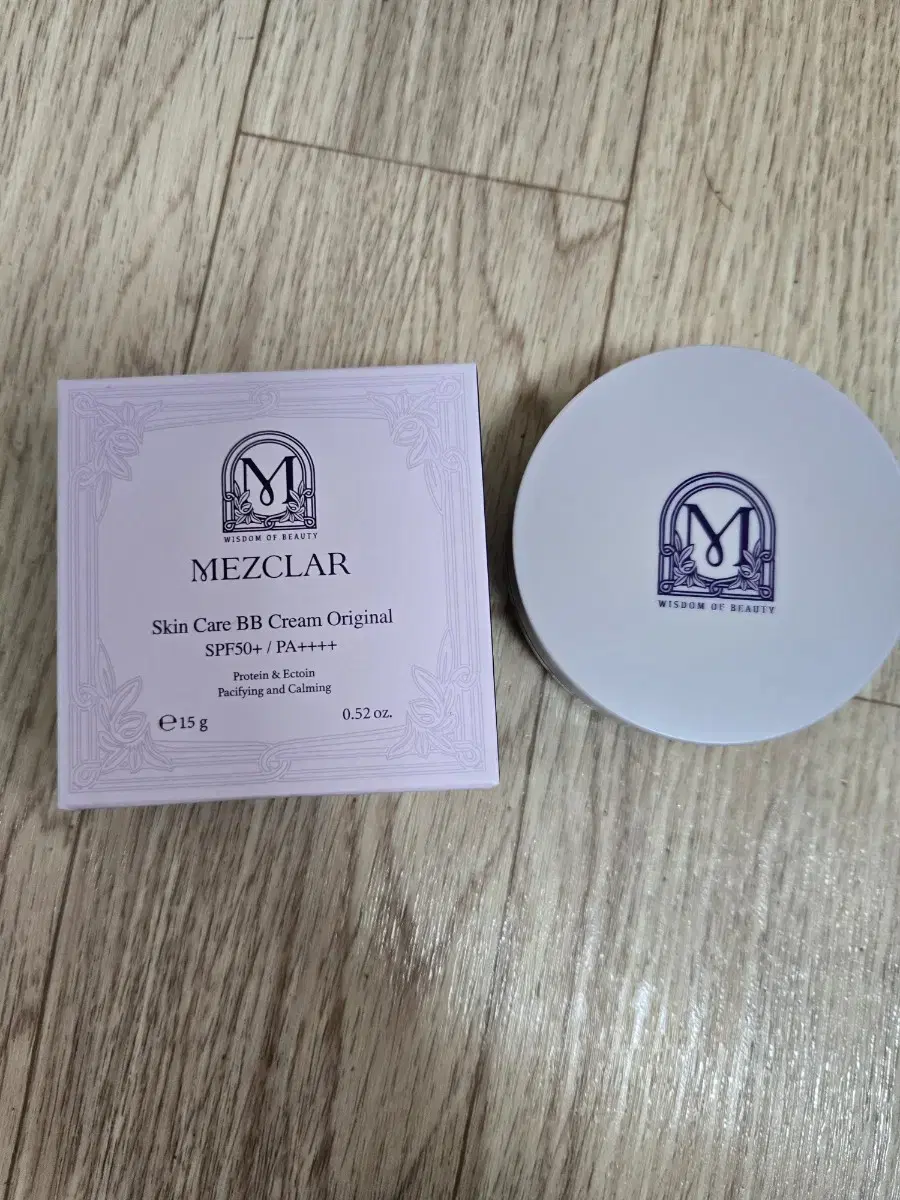 M
WISDOM OF BEAUTY
MEZCLAR
Skin Care BB Cream Original
SPF50+ / PA++++
Protein & Ectoin
Pacifying and Calming
℮ 15 g
0.52 oz.
M
WISDOM OF BEAUTY